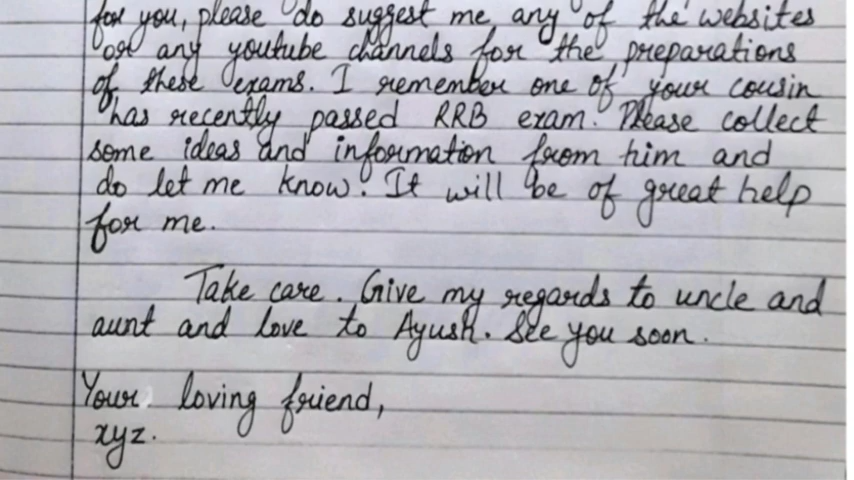 for you, please do suggest me any of the websites
or any youtube channels for the preparations
of these exams. I remember one of your cousin
has recently passed RRB exam. Please collect
some ideas and information from him and
do let me know. It will be of great help
for me.
Take care. Give my regards to uncle and
aunt and love to Ayush. See you soon.
Your loving friend,
xyz.